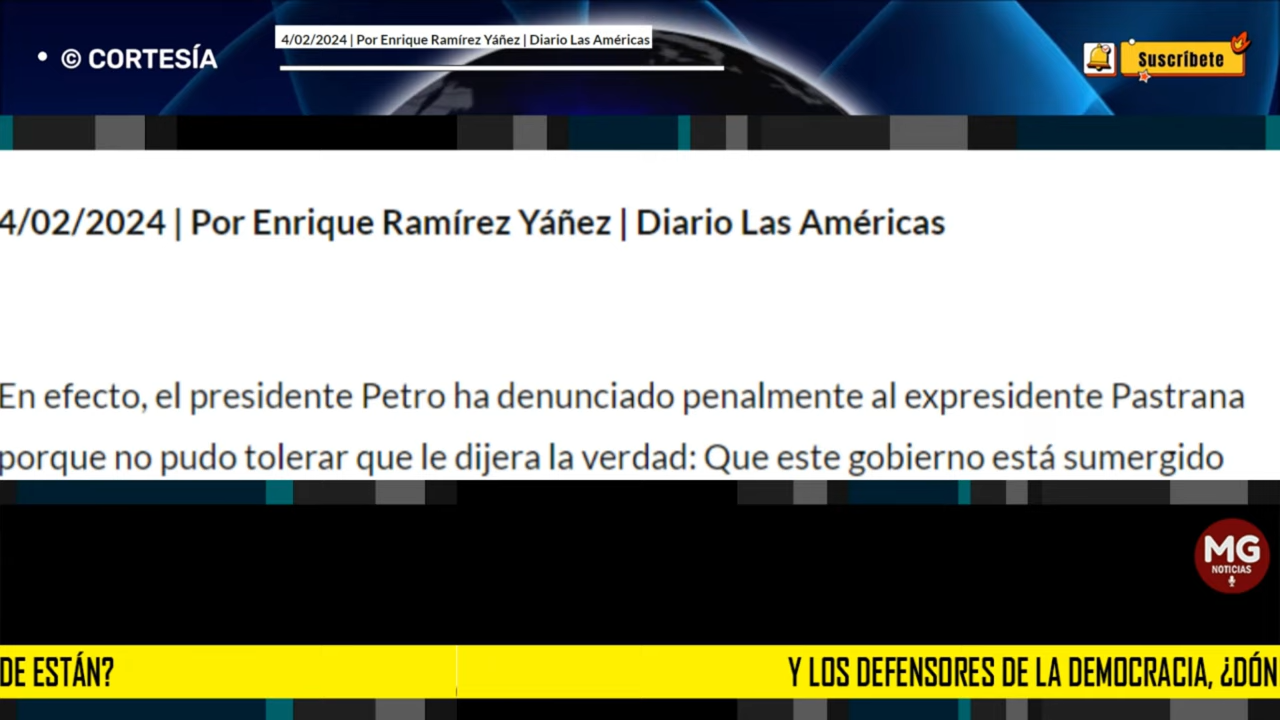 • © CORTESÍA
4/02/2024 | Por Enrique Ramírez Yáñez | Diario Las Américas
Suscríbete
4/02/2024 | Por Enrique Ramírez Yáñez | Diario Las Américas
En efecto, el presidente Petro ha denunciado penalmente al expresidente Pastrana
porque no pudo tolerar que le dijera la verdad: Que este gobierno está sumergido
MG
NOTICIAS
DE ESTÁN? Y LOS DEFENSORES DE LA DEMOCRACIA, ¿DÓN